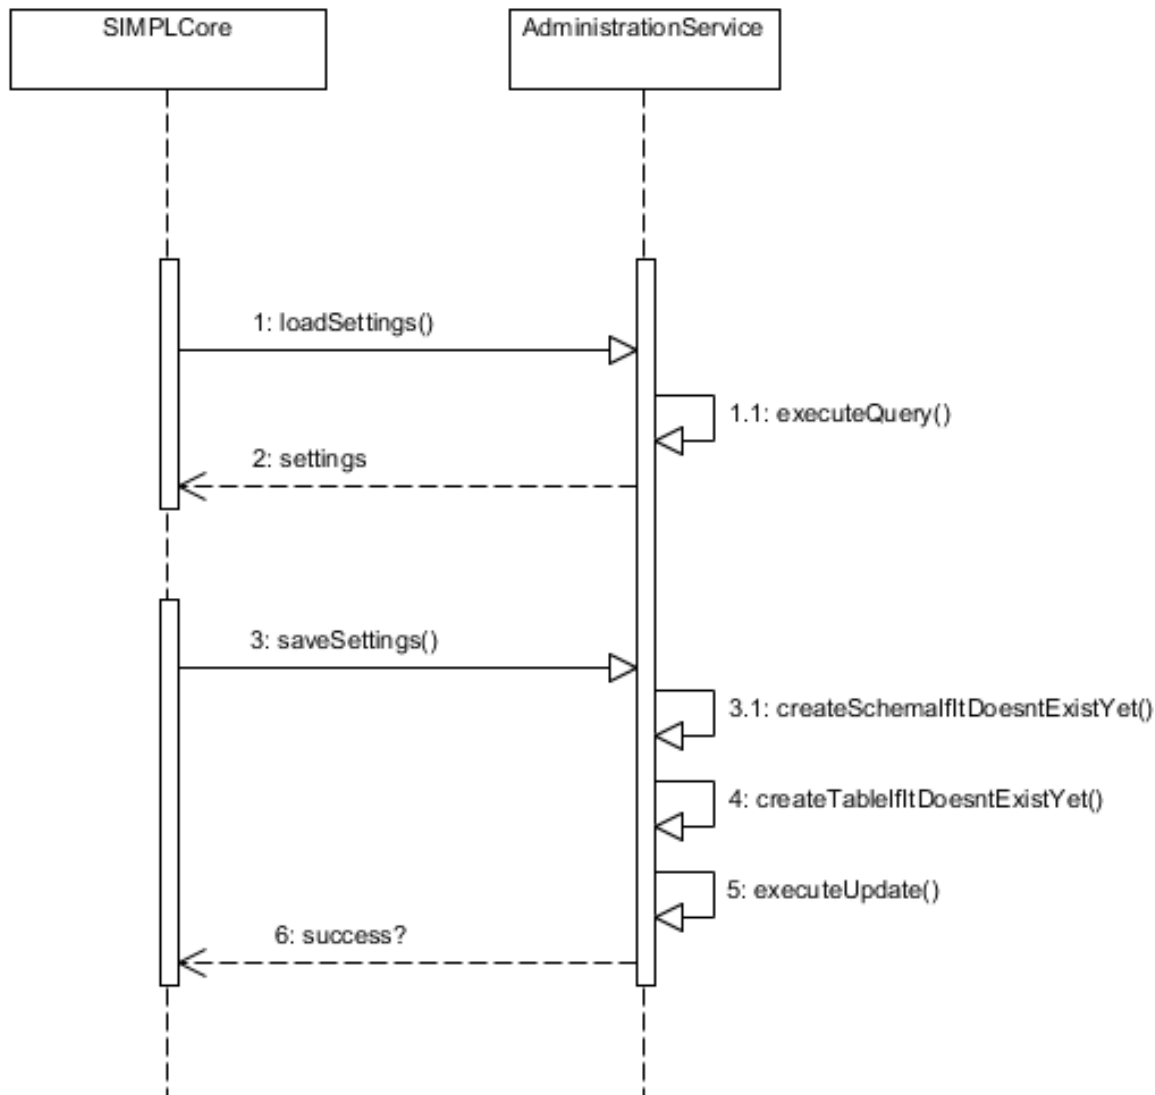 SIMPLCore
AdministrationService
1: loadSettings()
1.1: executeQuery()
2: settings
3: saveSettings()
3.1: createSchemaIfItDoesntExistYet()
4: createTableIfItDoesntExistYet()
5: executeUpdate()
6: success?